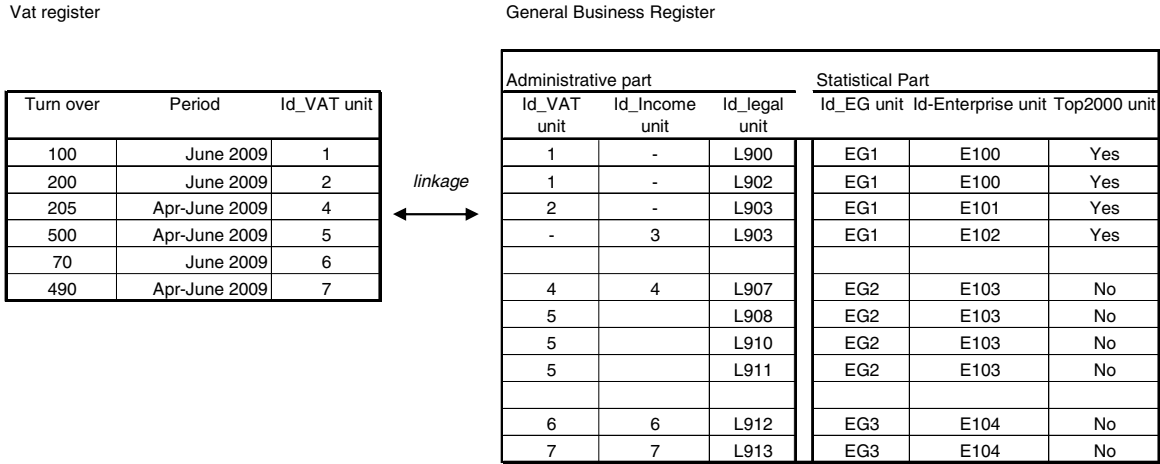 Vat register General Business Register
Administrative part Statistical Part
Turn over Period Id_VAT unit Id_VAT unit Id_Income unit Id_legal unit Id_EG unit Id-Enterprise unit Top2000 unit
100 June 2009 1 1 - L900 EG1 E100 Yes
200 June 2009 2 linkage 1 - L902 EG1 E100 Yes
205 Apr-June 2009 4 2 - L903 EG1 E101 Yes
500 Apr-June 2009 5 - 3 L903 EG1 E102 Yes
70 June 2009 6
490 Apr-June 2009 7 4 4 L907 EG2 E103 No
5 L908 EG2 E103 No
5 L910 EG2 E103 No
5 L911 EG2 E103 No
6 6 L912 EG3 E104 No
7 7 L913 EG3 E104 No